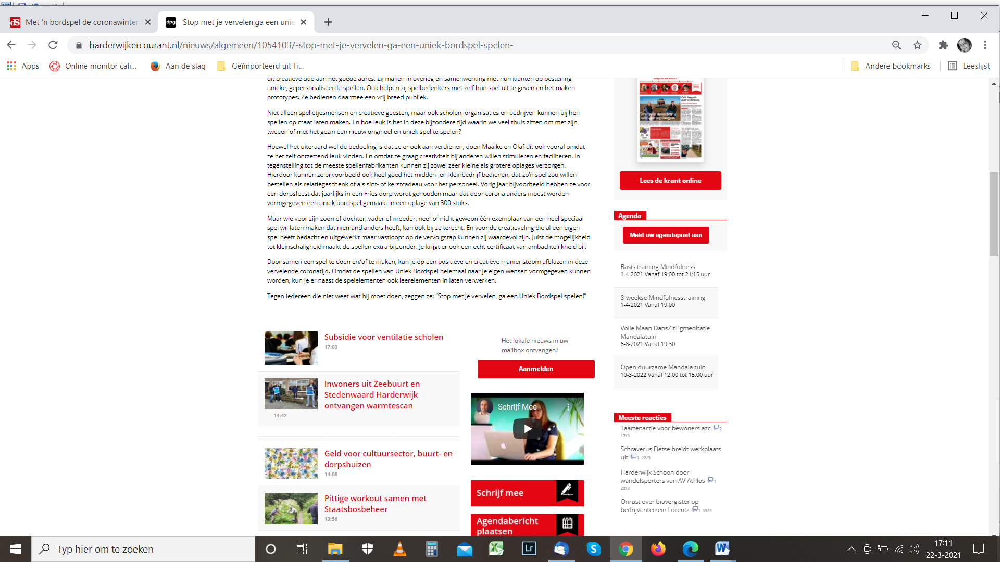 Met ’n bordspel de coronawinter
‘Stop met je vervelen,ga een unie
harderwijkercourant.nl/nieuws/algemeen/1054103/-stop-met-je-vervelen-ga-een-uniek-bordspel-spelen-
Apps
Online monitor cali...
Aan de slag
Geïmporteerd uit Fi...
Andere bookmarks
Leeslijst
dit creatieve duo aan het goede adres. Zij maken in overleg en samenwerking met hun klanten op bestelling
unieke, gepersonaliseerde spellen. Ook helpen zij spelbedenkers met zelf hun spel uit te geven en het maken
prototypes. Ze bedienen daarmee een vrij breed publiek.
Niet alleen spelletjesmensen en creatieve geesten, maar ook scholen, organisaties en bedrijven kunnen bij hen
spellen op maat laten maken. En hoe leuk is het in deze bijzondere tijd waarin we veel thuis zitten om met zijn
tweeën of met het gezin een nieuw origineel en uniek spel te spelen?
Hoewel het uiteraard wel de bedoeling is dat ze er ook aan verdienen, doen Maaike en Olaf dit ook vooral omdat
ze het zelf ontzettend leuk vinden. En omdat ze graag creativiteit bij anderen willen stimuleren en faciliteren. In
tegenstelling tot de meeste spellenfabrikanten kunnen zij zowel zeer kleine als grotere oplages verzorgen.
Hierdoor kunnen ze bijvoorbeeld ook heel goed het midden- en kleinbedrijf bedienen, dat zo’n spel zou willen
bestellen als relatiegeschenk of als sint- of kerstcadeau voor het personeel. Vorig jaar bijvoorbeeld hebben ze voor
een dorpsfeest dat jaarlijks in een Fries dorp wordt gehouden maar dat door corona anders moest worden
vormgegeven een uniek bordspel gemaakt in een oplage van 300 stuks.
Maar wie voor zijn zoon of dochter, vader of moeder, neef of nicht gewoon één exemplaar van een heel speciaal
spel wil laten maken dat niemand anders heeft, kan ook bij ze terecht. En voor de creatieveling die al een eigen
spel heeft bedacht en uitgewerkt maar vastloopt op de vervolgstap kunnen zij waardevol zijn. Juist de mogelijkheid
tot kleinschaligheid maakt de spellen extra bijzonder. Je krijgt er ook een echt certificaat van ambachtelijkheid bij.
Door samen een spel te doen en/of te maken, kun je op een positieve en creatieve manier stoom afblazen in deze
vervelende coronatijd. Omdat de spellen van Uniek Bordspel helemaal naar je eigen wensen vormgegeven kunnen
worden, kun je er naast de spelelementen ook leerelementen in laten verwerken.
Tegen iedereen die niet weet wat hij moet doen, zeggen ze: “Stop met je vervelen, ga een Uniek Bordspel spelen!”
Subsidie voor ventilatie scholen
17:03
Inwoners uit Zeebuurt en
Stedenwaard Harderwijk
ontvangen warmtescan
14:42
Geld voor cultuursector, buurt- en
dorpshuizen
14:08
Pittige workout samen met
Staatsbosbeheer
13:56
Het lokale nieuws in uw
mailbox ontvangen?
Aanmelden
Schrijf Mee
Schrijf mee
Agendabericht
plaatsen
Lees de krant online
Agenda
Meld uw agendapunt aan
Basis training Mindfulness
1-4-2021 Vanaf 19:00 tot 21:15 uur
8-weekse Mindfulnesstraining
1-4-2021 Vanaf 19:00
Volle Maan DansZitLigmeditatie
Mandalatuin
6-8-2021 Vanaf 19:30
Open duurzame Mandala tuin
10-3-2022 Vanaf 12:00 tot 15:00 uur
Meeste reacties
Taartenactie voor bewoners azc 2
17/3
Schraverus Fietse breidt werkplaats
uit 1 22/3
Harderwijk Schoon door
wandelsporters van AV Athlos 1
22/3
Onrust over biovergister op
bedrijventerrein Lorentz 1 19/3
Typ hier om te zoeken
17:11
22-3-2021